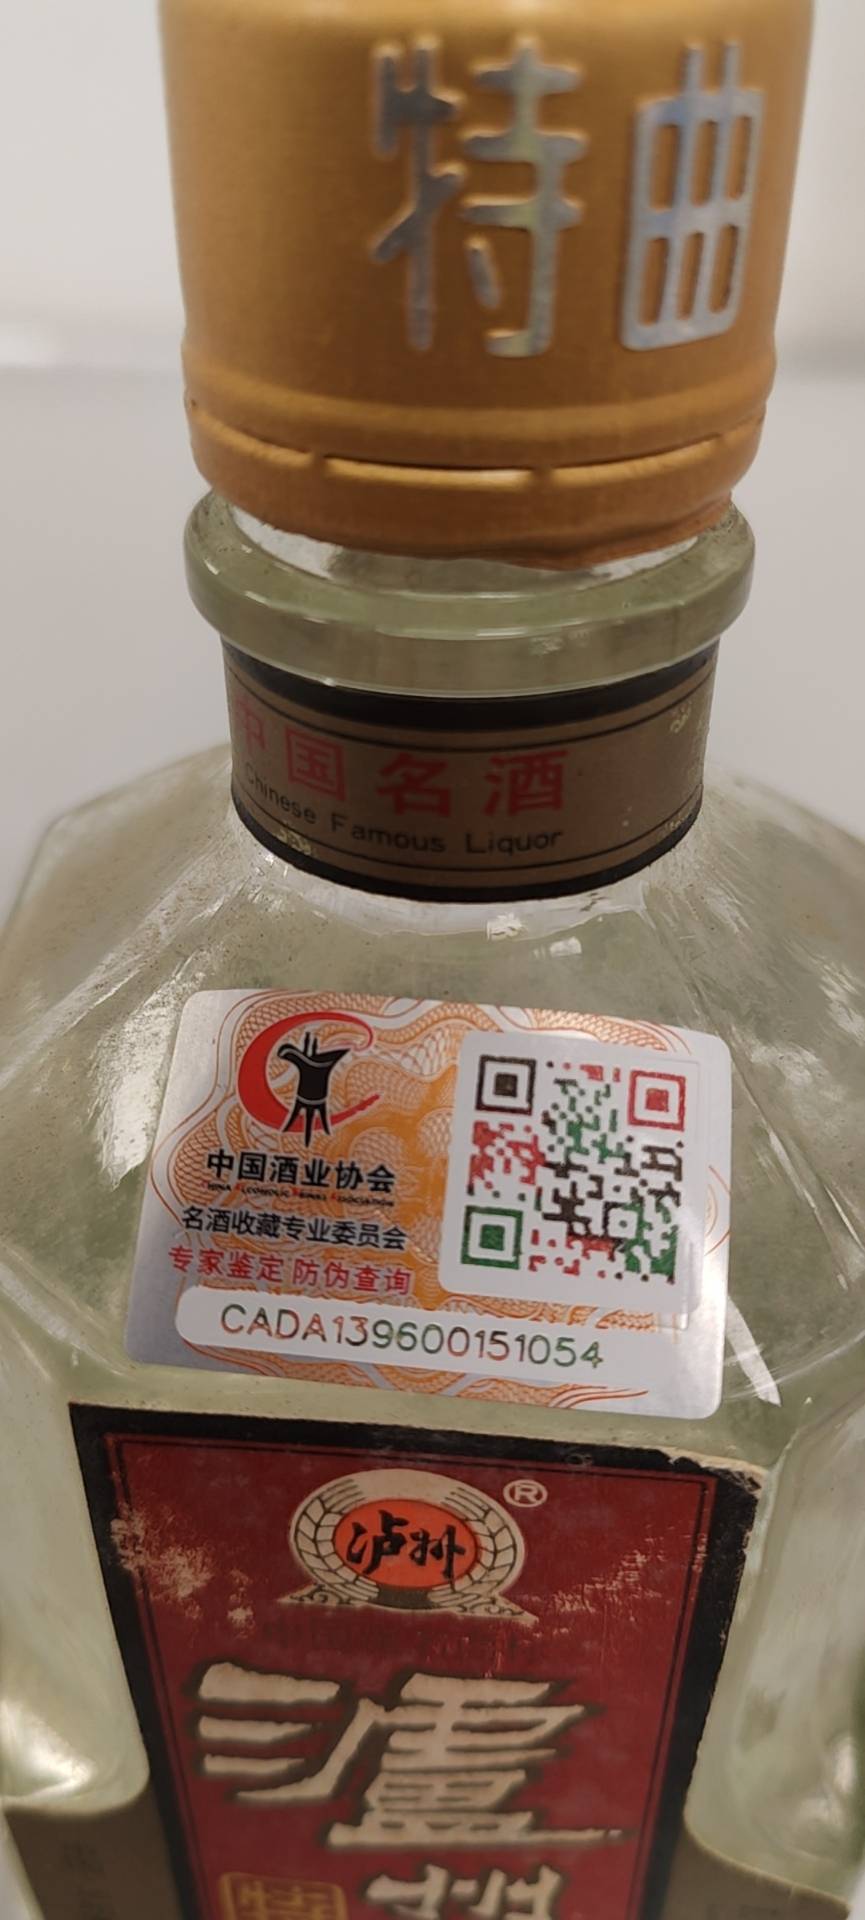 特曲
中国名酒
Chinese Famous Liquor
中国酒业协会
名酒收藏专业委员会
专家鉴定 防伪查询
CADA139600151054
泸州
®
瀘